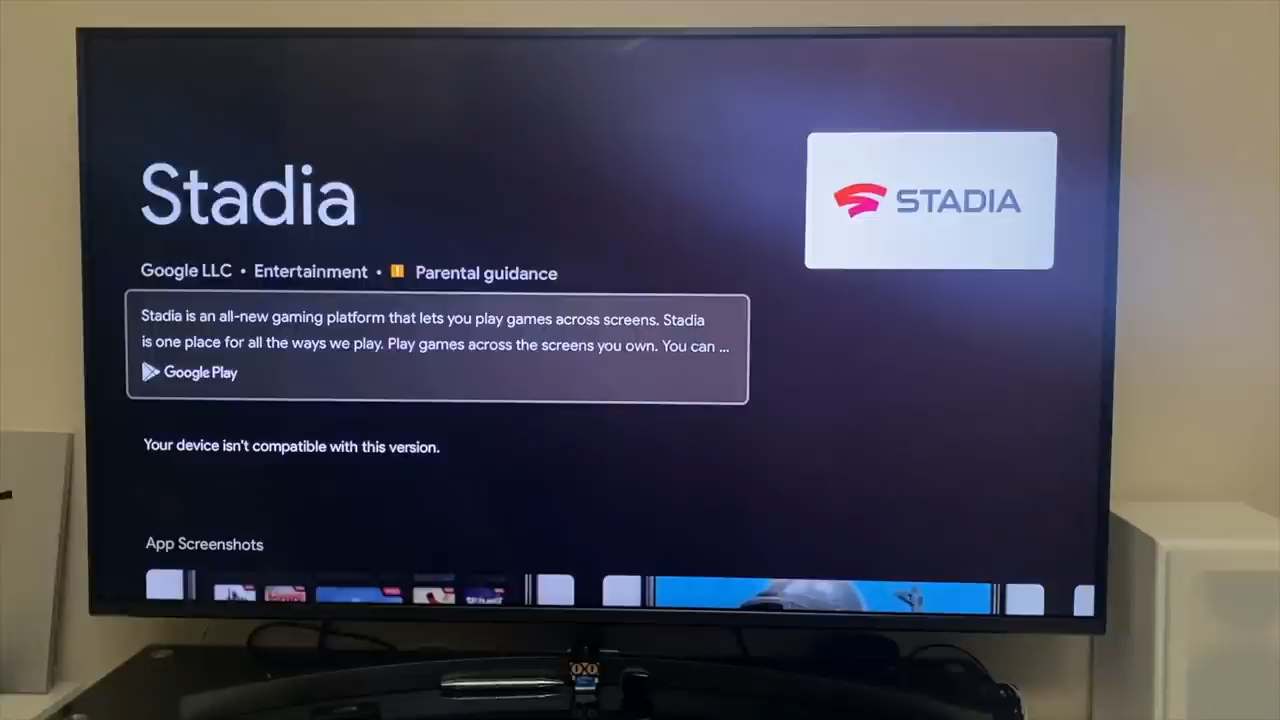 Stadia
STADIA
Google LLC • Entertainment • Parental guidance
Stadia is an all-new gaming platform that lets you play games across screens. Stadia
is one place for all the ways we play. Play games across the screens you own. You can ...
Google Play
Your device isn't compatible with this version.
App Screenshots